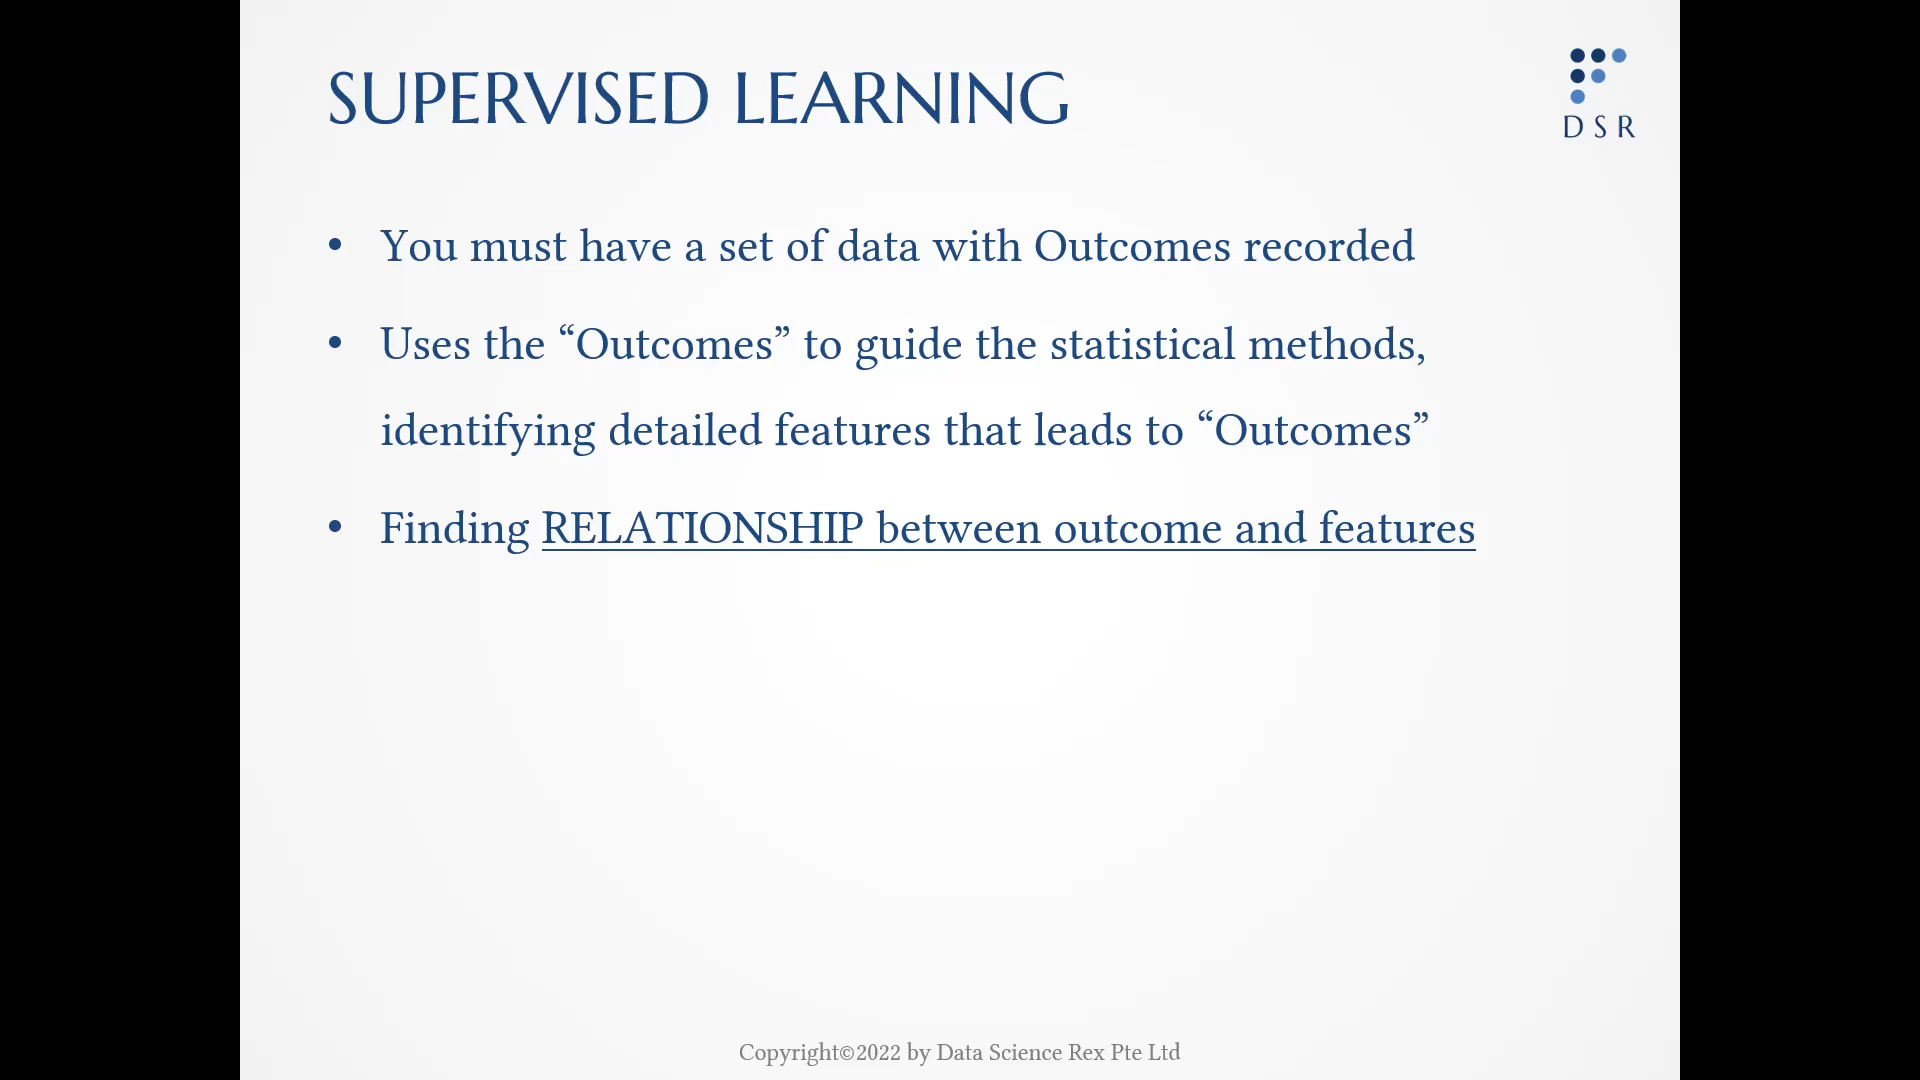 SUPERVISED LEARNING
D S R
• You must have a set of data with Outcomes recorded
• Uses the “Outcomes” to guide the statistical methods,
identifying detailed features that leads to “Outcomes”
• Finding RELATIONSHIP between outcome and features
Copyright©2022 by Data Science Rex Pte Ltd